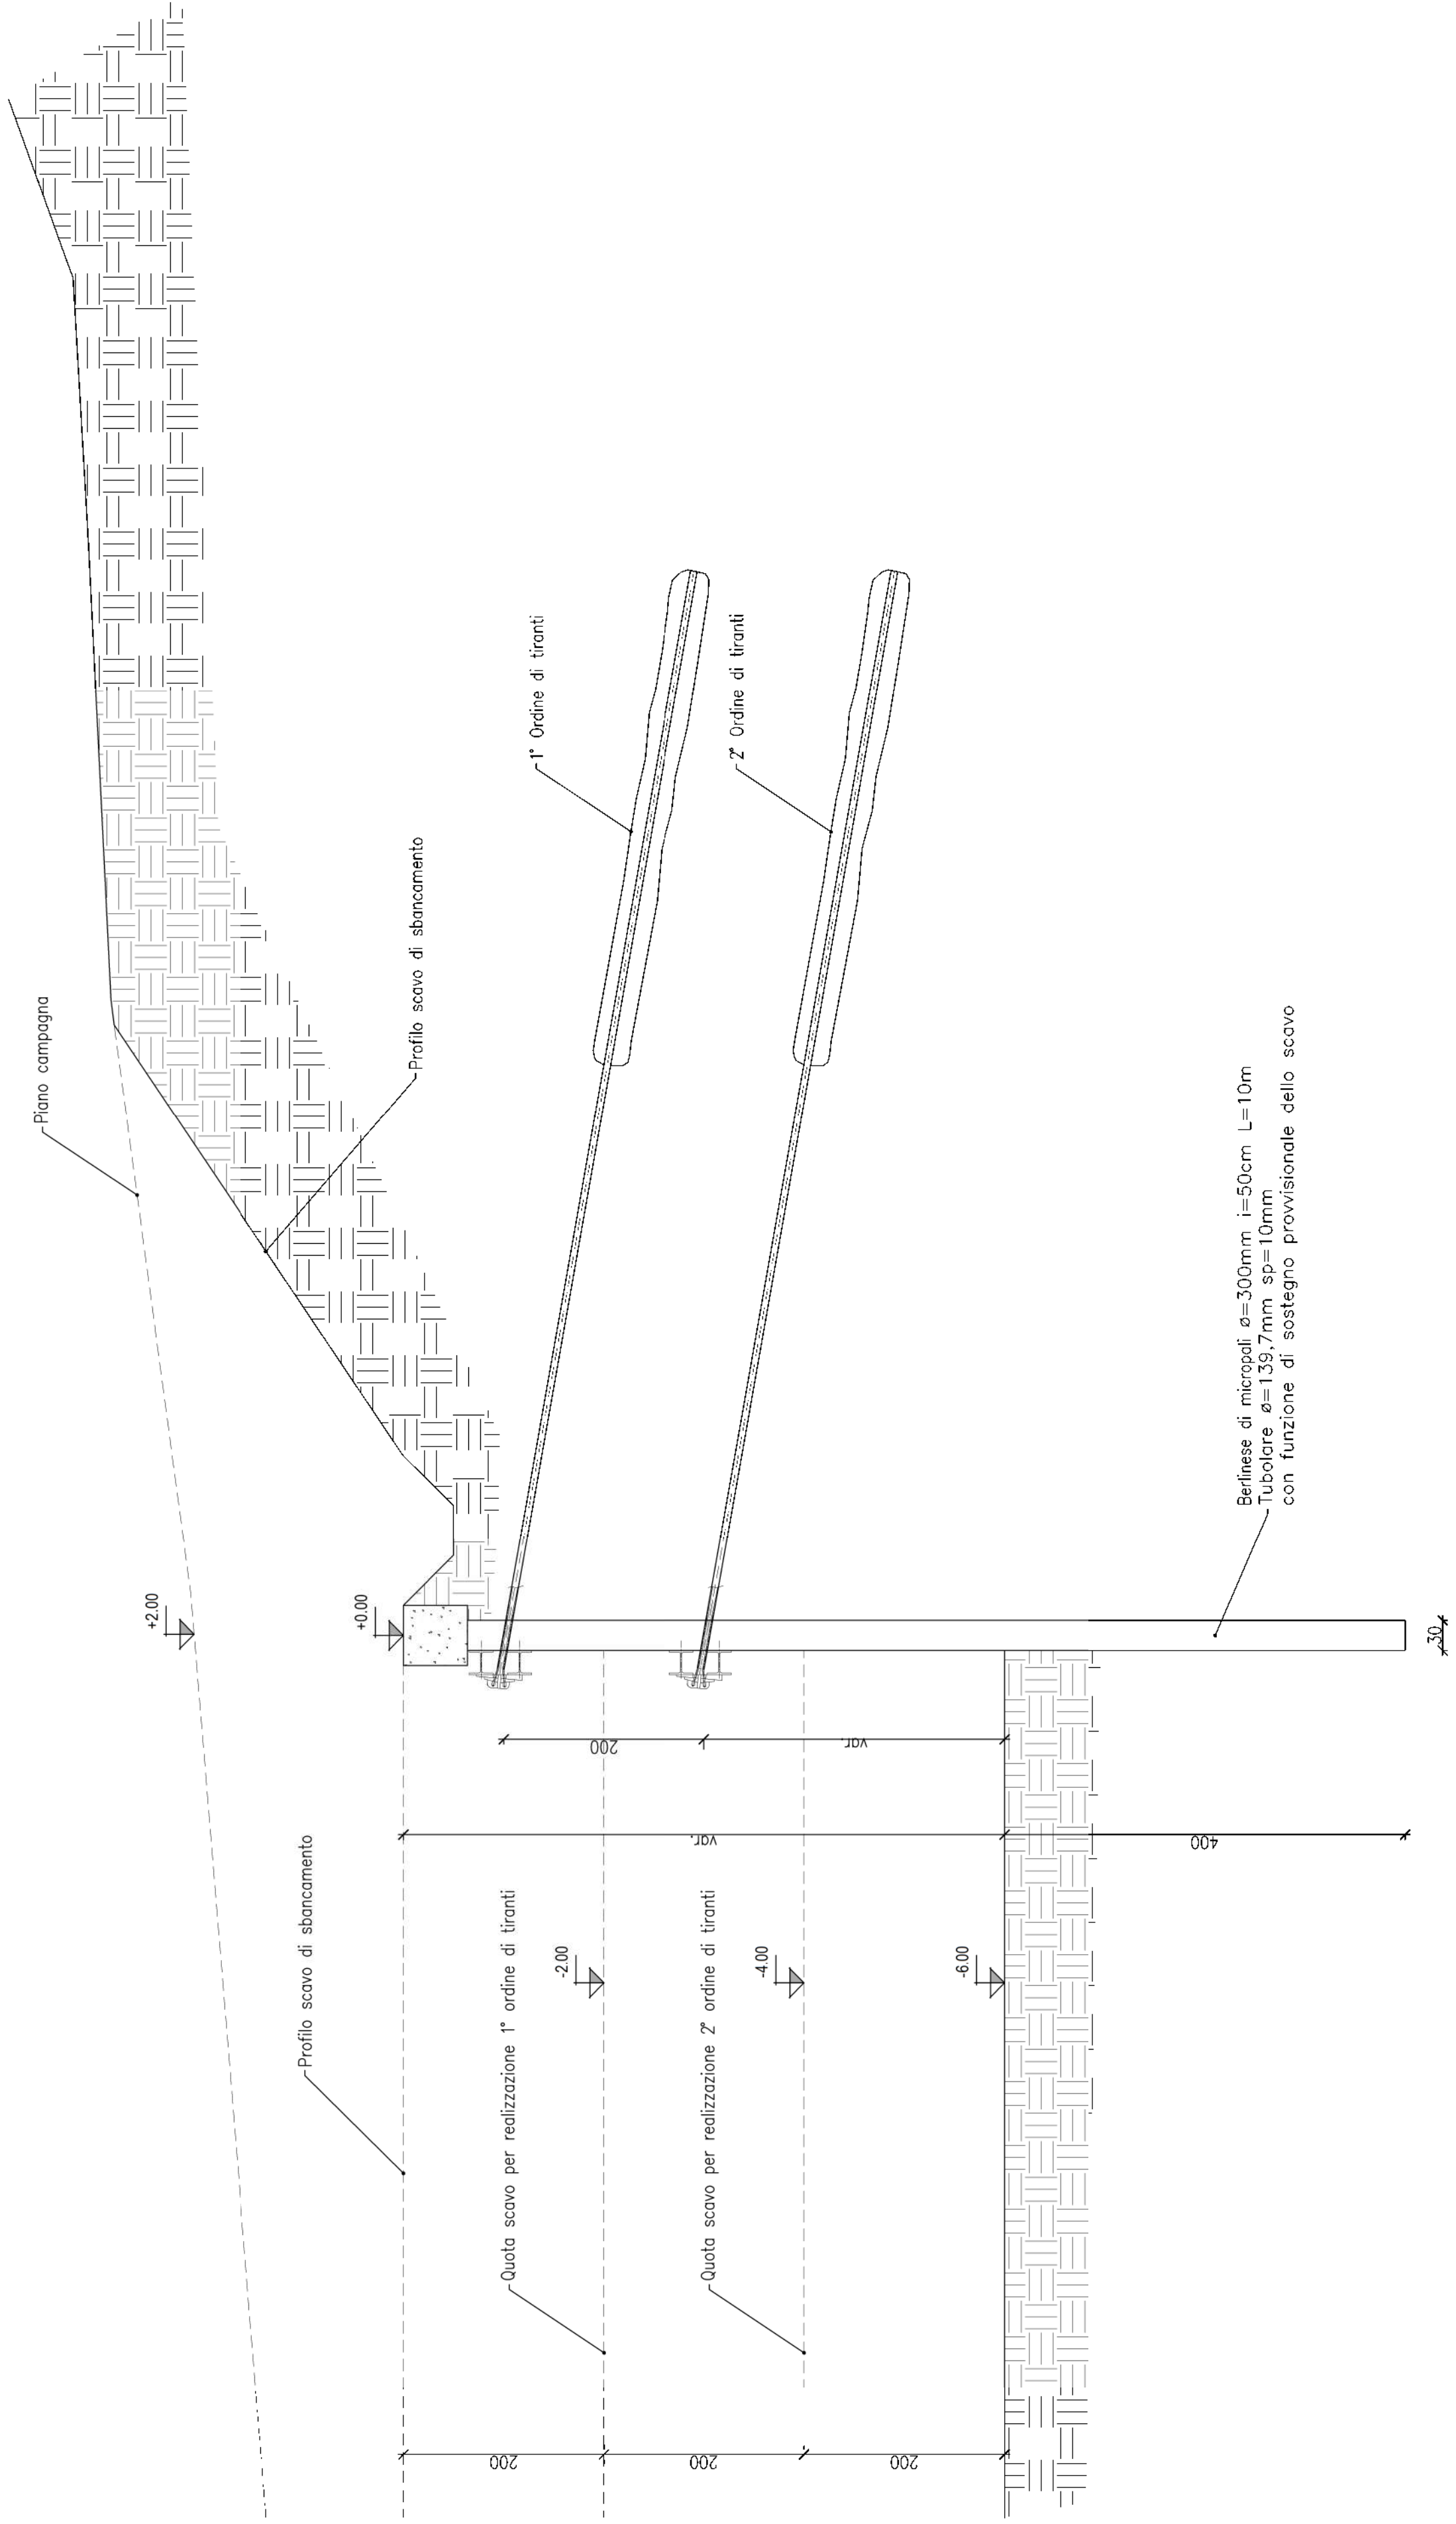 Piano campagna
+2.00
Profilo scavo di sbancamento
+0.00
Profilo scavo di sbancamento
1° Ordine di tiranti
2° Ordine di tiranti
Quota scavo per realizzazione 1° ordine di tiranti
-2.00
Quota scavo per realizzazione 2° ordine di tiranti
-4.00
-6.00
200
200
200
var.
400
200
var.
30
Berlinese di micropali ø=300mm i=50cm L=10m
Tubolare ø=139,7mm sp=10mm
con funzione di sostegno provvisionale dello scavo